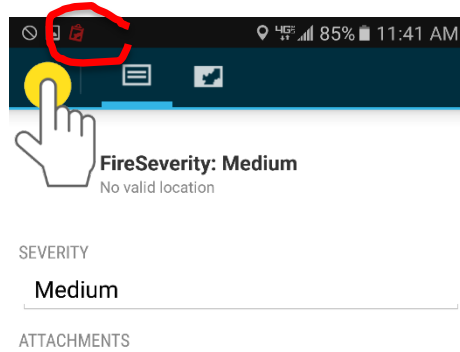 4G 85% 11:41 AM
FireSeverity: Medium
No valid location
SEVERITY
Medium
ATTACHMENTS